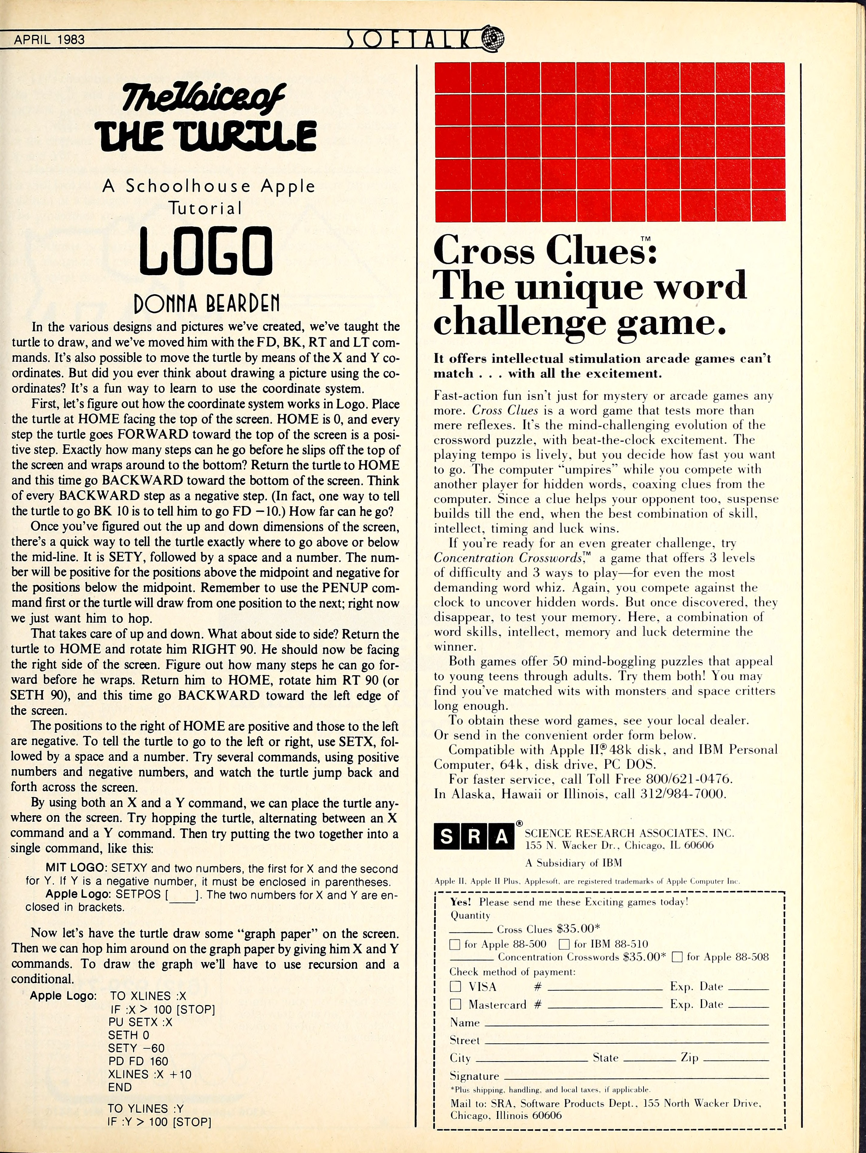 APRIL 1983
SOFTALK
The Voice of
THE TURTLE
A Schoolhouse Apple
Tutorial
LOGO
DONNA BEARDEN
In the various designs and pictures we've created, we've taught the
turtle to draw, and we've moved him with the FD, BK, RT and LT com-
mands. It's also possible to move the turtle by means of the X and Y co-
ordinates. But did you ever think about drawing a picture using the co-
ordinates? It's a fun way to learn to use the coordinate system.
First, let's figure out how the coordinate system works in Logo. Place
the turtle at HOME facing the top of the screen. HOME is 0, and every
step the turtle goes FORWARD toward the top of the screen is a posi-
tive step. Exactly how many steps can he go before he slips off the top of
the screen and wraps around to the bottom? Return the turtle to HOME
and this time go BACKWARD toward the bottom of the screen. Think
of every BACKWARD step as a negative step. (In fact, one way to tell
the turtle to go BK 10 is to tell him to go FD −10.) How far can he go?
Once you've figured out the up and down dimensions of the screen,
there's a quick way to tell the turtle exactly where to go above or below
the mid-line. It is SETY, followed by a space and a number. The num-
ber will be positive for the positions above the midpoint and negative for
the positions below the midpoint. Remember to use the PENUP com-
mand first or the turtle will draw from one position to the next; right now
we just want him to hop.
That takes care of up and down. What about side to side? Return the
turtle to HOME and rotate him RIGHT 90. He should now be facing
the right side of the screen. Figure out how many steps he can go for-
ward before he wraps. Return him to HOME, rotate him RT 90 (or
SETH 90), and this time go BACKWARD toward the left edge of
the screen.
The positions to the right of HOME are positive and those to the left
are negative. To tell the turtle to go to the left or right, use SETX, fol-
lowed by a space and a number. Try several commands, using positive
numbers and negative numbers, and watch the turtle jump back and
forth across the screen.
By using both an X and a Y command, we can place the turtle any-
where on the screen. Try hopping the turtle, alternating between an X
command and a Y command. Then try putting the two together into a
single command, like this:
MIT LOGO: SETXY and two numbers, the first for X and the second
for Y. If Y is a negative number, it must be enclosed in parentheses.
Apple Logo: SETPOS [____]. The two numbers for X and Y are en-
closed in brackets.
Now let's have the turtle draw some "graph paper" on the screen.
Then we can hop him around on the graph paper by giving him X and Y
commands. To draw the graph we'll have to use recursion and a
conditional.
Apple Logo: TO XLINES :X
IF :X > 100 [STOP]
PU SETX :X
SETH 0
SETY −60
PD FD 160
XLINES :X +10
END
TO YLINES :Y
IF :Y > 100 [STOP]
Cross Clues™:
The unique word
challenge game.
It offers intellectual stimulation arcade games can't
match . . . with all the excitement.
Fast-action fun isn't just for mystery or arcade games any
more. Cross Clues is a word game that tests more than
mere reflexes. It's the mind-challenging evolution of the
crossword puzzle, with beat-the-clock excitement. The
playing tempo is lively, but you decide how fast you want
to go. The computer "umpires" while you compete with
another player for hidden words, coaxing clues from the
computer. Since a clue helps your opponent too, suspense
builds till the end, when the best combination of skill,
intellect, timing and luck wins.
If you're ready for an even greater challenge, try
Concentration Crosswords,™ a game that offers 3 levels
of difficulty and 3 ways to play—for even the most
demanding word whiz. Again, you compete against the
clock to uncover hidden words. But once discovered, they
disappear, to test your memory. Here, a combination of
word skills, intellect, memory and luck determine the
winner.
Both games offer 50 mind-boggling puzzles that appeal
to young teens through adults. Try them both! You may
find you've matched wits with monsters and space critters
long enough.
To obtain these word games, see your local dealer.
Or send in the convenient order form below.
Compatible with Apple II,® 48k disk, and IBM Personal
Computer, 64k, disk drive, PC DOS.
For faster service, call Toll Free 800/621-0476.
In Alaska, Hawaii or Illinois, call 312/984-7000.
SRA® SCIENCE RESEARCH ASSOCIATES, INC.
155 N. Wacker Dr., Chicago, IL 60606
A Subsidiary of IBM
Apple II, Apple II Plus, Applesoft, are registered trademarks of Apple Computer Inc.
Yes! Please send me these Exciting games today!
Quantity
____ Cross Clues $35.00*
□ for Apple 88-500 □ for IBM 88-510
____ Concentration Crosswords $35.00* □ for Apple 88-508
Check method of payment:
□ VISA # ____ Exp. Date ____
□ Mastercard # ____ Exp. Date ____
Name ____
Street ____
City ____ State ____ Zip ____
Signature ____
*Plus shipping, handling, and local taxes, if applicable.
Mail to: SRA, Software Products Dept., 155 North Wacker Drive,
Chicago, Illinois 60606